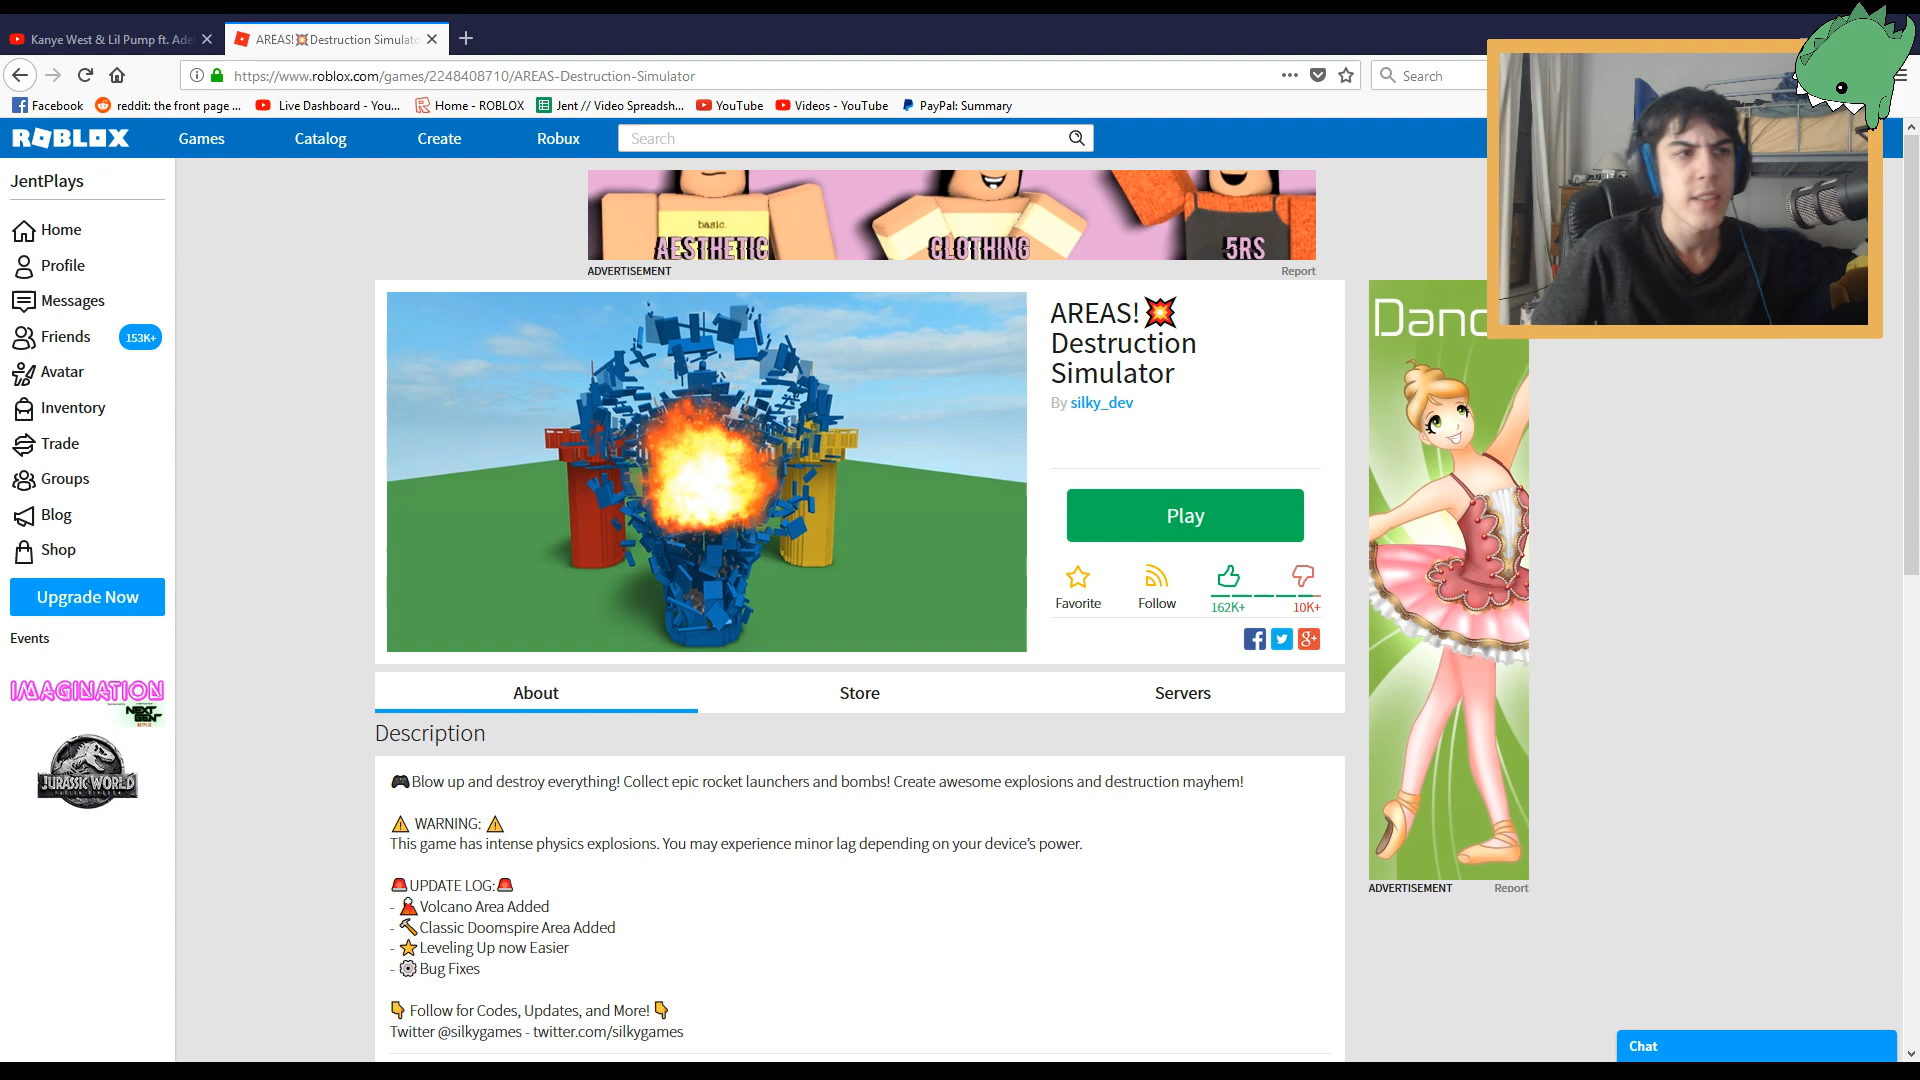 Kanye West & Lil Pump ft. Ade
AREAS!💥Destruction Simulato
https://www.roblox.com/games/2248408710/AREAS-Destruction-Simulator
Search
Facebook
reddit: the front page ...
Live Dashboard - You...
Home - ROBLOX
Jent // Video Spreadsh...
YouTube
Videos - YouTube
PayPal: Summary
ROBLOX
Games
Catalog
Create
Robux
Search
JentPlays
Home
Profile
Messages
Friends
153K+
Avatar
Inventory
Trade
Groups
Blog
Shop
Upgrade Now
Events
IMAGINATION
NEXT
GEN
JURASSIC WORLD
basic.
AESTHETIC
CLOTHING
5RS
ADVERTISEMENT
Report
AREAS!💥
Destruction
Simulator
By silky_dev
Play
Favorite
Follow
162K+
10K+
About
Store
Servers
Description
🎮Blow up and destroy everything! Collect epic rocket launchers and bombs! Create awesome explosions and destruction mayhem!
⚠️ WARNING: ⚠️
This game has intense physics explosions. You may experience minor lag depending on your device’s power.
🚨UPDATE LOG:🚨
- 🌋Volcano Area Added
- 🔨Classic Doomspire Area Added
- ⭐Leveling Up now Easier
- ⚙️Bug Fixes
👇 Follow for Codes, Updates, and More! 👇
Twitter @silkygames - twitter.com/silkygames
Danc
ADVERTISEMENT
Report
Chat